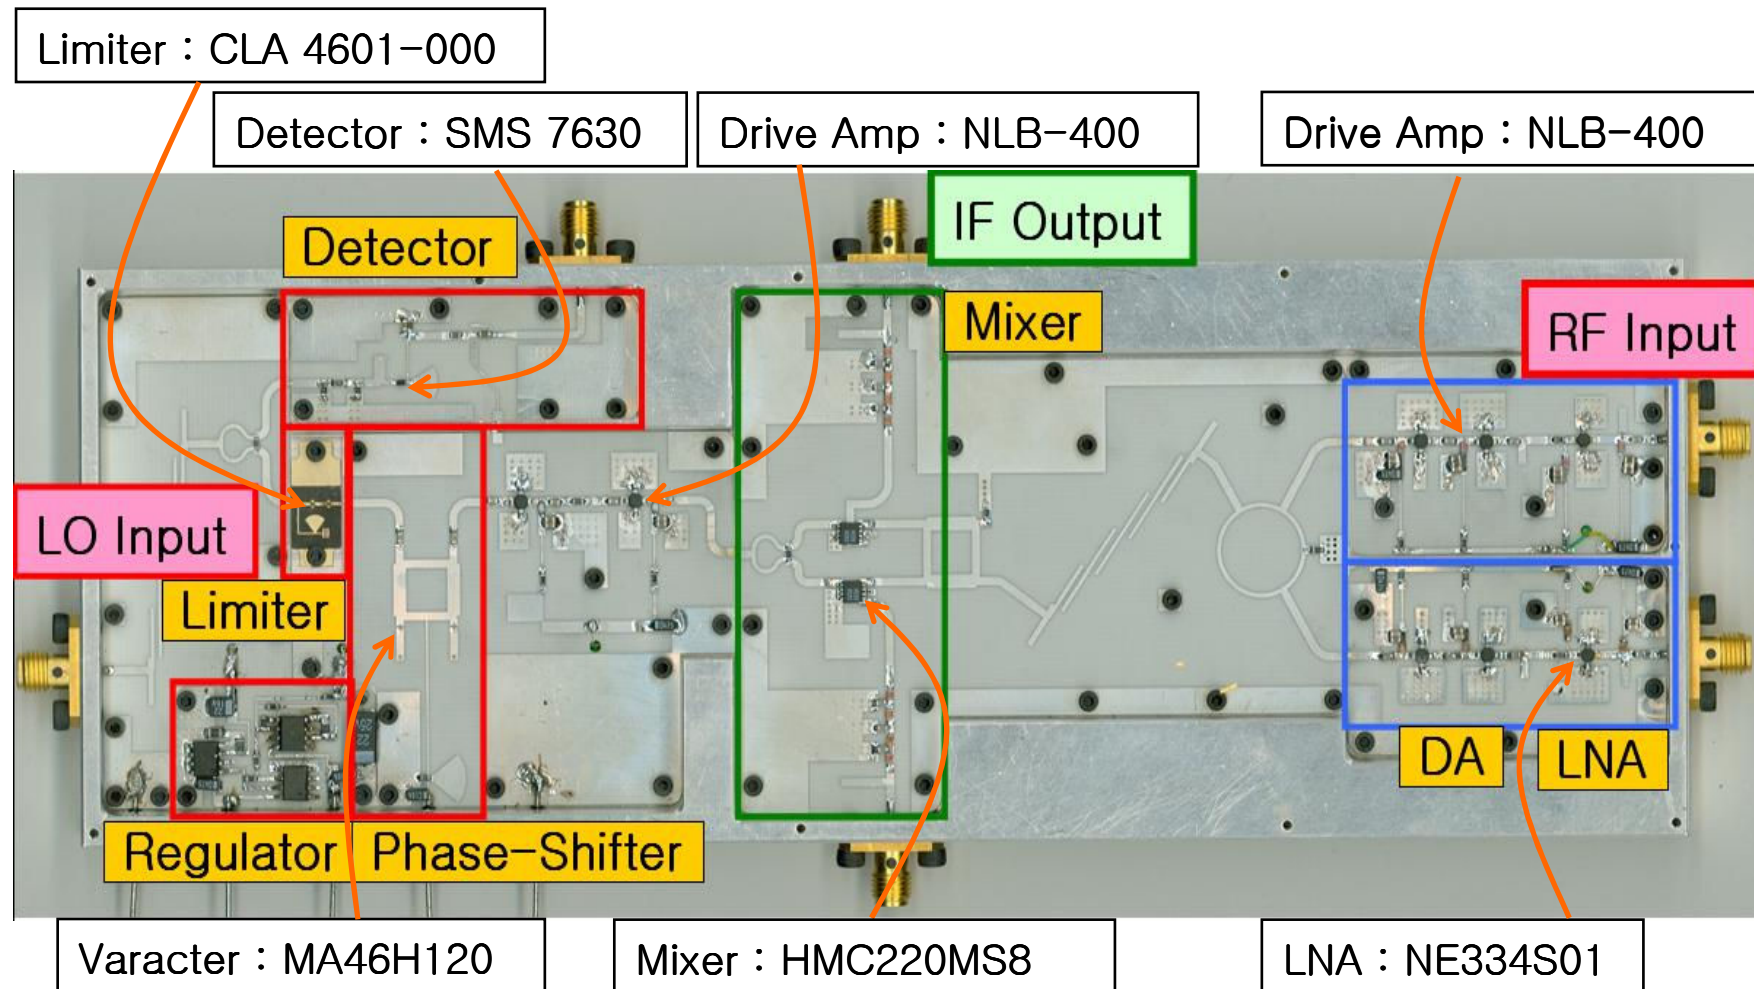 Limiter : CLA 4601-000
Detector : SMS 7630
Drive Amp : NLB-400
Drive Amp : NLB-400
Detector
IF Output
Mixer
RF Input
LO Input
Limiter
DA
LNA
Regulator
Phase-Shifter
Varacter : MA46H120
Mixer : HMC220MS8
LNA : NE334S01